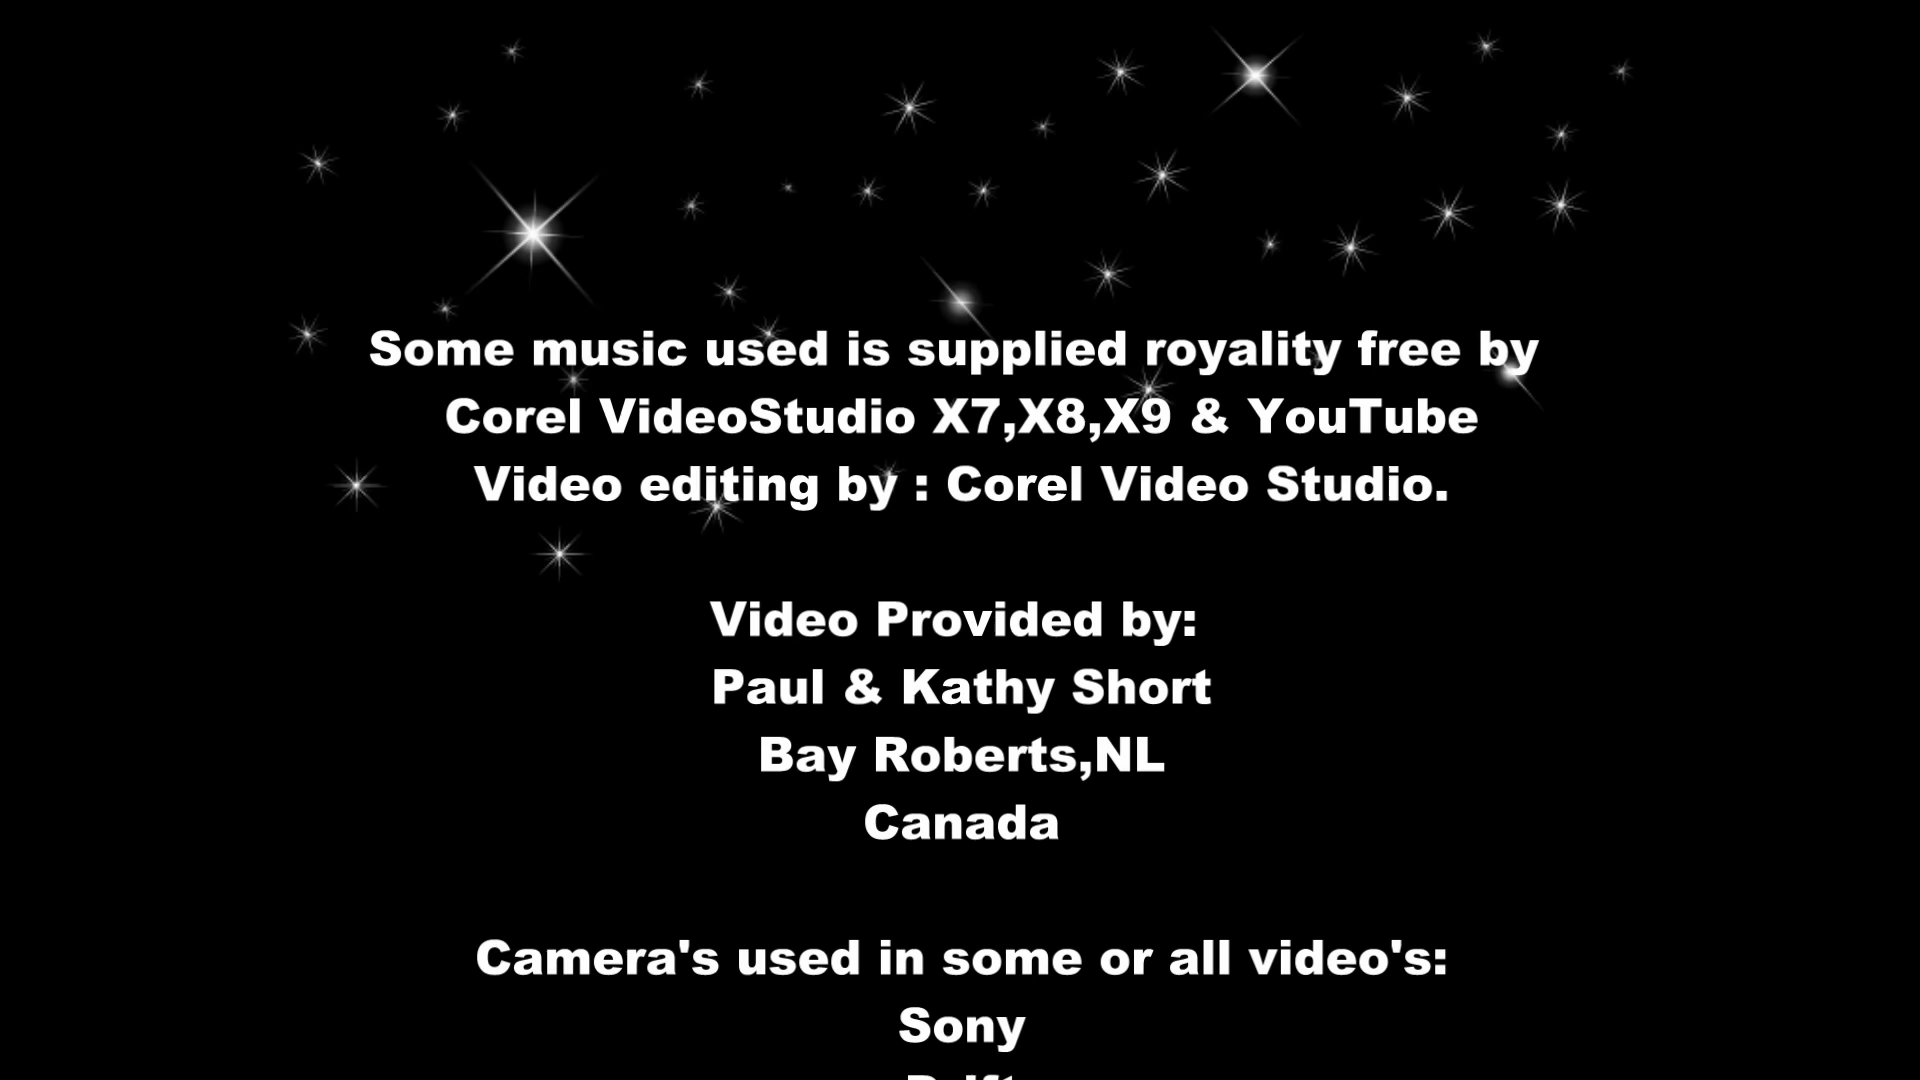 Some music used is supplied royality free by
Corel VideoStudio X7,X8,X9 & YouTube
Video editing by : Corel Video Studio.
Video Provided by:
Paul & Kathy Short
Bay Roberts,NL
Canada
Camera's used in some or all video's:
Sony